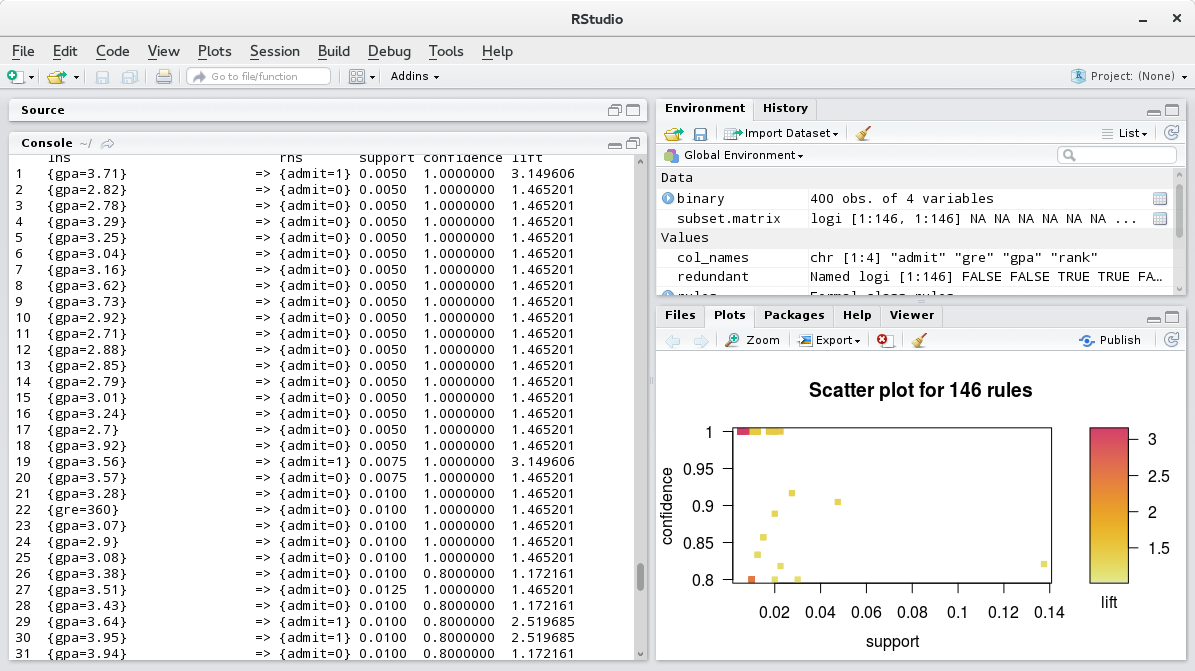 RStudio
File Edit Code View Plots Session Build Debug Tools Help
Go to file/function Addins Project: (None)
Source
Console ~/
lhs rhs support confidence lift
1 {gpa=3.71} => {admit=1} 0.0050 1.0000000 3.149606
2 {gpa=2.82} => {admit=0} 0.0050 1.0000000 1.465201
3 {gpa=2.78} => {admit=0} 0.0050 1.0000000 1.465201
4 {gpa=3.29} => {admit=0} 0.0050 1.0000000 1.465201
5 {gpa=3.25} => {admit=0} 0.0050 1.0000000 1.465201
6 {gpa=3.04} => {admit=0} 0.0050 1.0000000 1.465201
7 {gpa=3.16} => {admit=0} 0.0050 1.0000000 1.465201
8 {gpa=3.62} => {admit=0} 0.0050 1.0000000 1.465201
9 {gpa=3.73} => {admit=0} 0.0050 1.0000000 1.465201
10 {gpa=2.92} => {admit=0} 0.0050 1.0000000 1.465201
11 {gpa=2.71} => {admit=0} 0.0050 1.0000000 1.465201
12 {gpa=2.88} => {admit=0} 0.0050 1.0000000 1.465201
13 {gpa=2.85} => {admit=0} 0.0050 1.0000000 1.465201
14 {gpa=2.79} => {admit=0} 0.0050 1.0000000 1.465201
15 {gpa=3.01} => {admit=0} 0.0050 1.0000000 1.465201
16 {gpa=3.24} => {admit=0} 0.0050 1.0000000 1.465201
17 {gpa=2.7} => {admit=0} 0.0050 1.0000000 1.465201
18 {gpa=3.92} => {admit=0} 0.0050 1.0000000 1.465201
19 {gpa=3.56} => {admit=1} 0.0075 1.0000000 3.149606
20 {gpa=3.57} => {admit=0} 0.0075 1.0000000 1.465201
21 {gpa=3.28} => {admit=0} 0.0100 1.0000000 1.465201
22 {gre=360} => {admit=0} 0.0100 1.0000000 1.465201
23 {gpa=3.07} => {admit=0} 0.0100 1.0000000 1.465201
24 {gpa=2.9} => {admit=0} 0.0100 1.0000000 1.465201
25 {gpa=3.08} => {admit=0} 0.0100 1.0000000 1.465201
26 {gpa=3.38} => {admit=0} 0.0100 0.8000000 1.172161
27 {gpa=3.51} => {admit=0} 0.0125 1.0000000 1.465201
28 {gpa=3.43} => {admit=0} 0.0100 0.8000000 1.172161
29 {gpa=3.64} => {admit=1} 0.0100 0.8000000 2.519685
30 {gpa=3.95} => {admit=1} 0.0100 0.8000000 2.519685
31 {gpa=3.94} => {admit=0} 0.0100 0.8000000 1.172161
Environment History
Import Dataset List
Global Environment
Data
binary 400 obs. of 4 variables
subset.matrix logi [1:146, 1:146] NA NA NA NA NA NA ...
Values
col_names chr [1:4] "admit" "gre" "gpa" "rank"
redundant Named logi [1:146] FALSE FALSE TRUE TRUE FA…
rules Formal class rules
Files Plots Packages Help Viewer
Zoom Export Publish
Scatter plot for 146 rules
1
0.95
0.9
0.85
0.8
confidence
0.02 0.04 0.06 0.08 0.1 0.12 0.14
support
3
2.5
2
1.5
lift